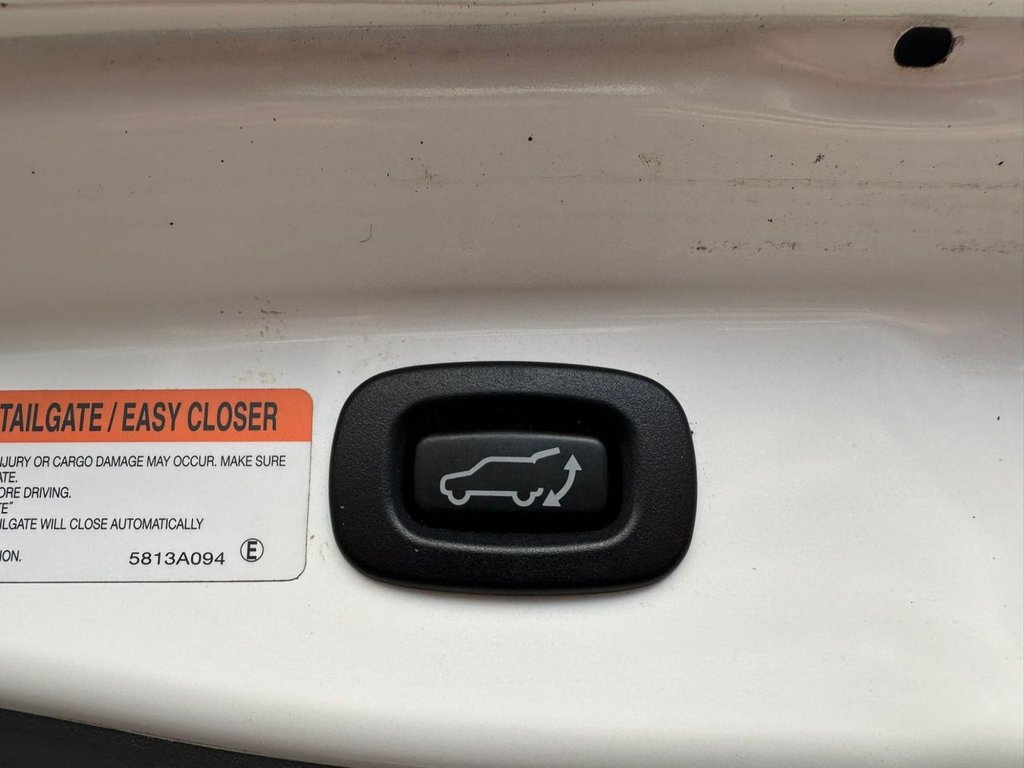 TAILGATE / EASY CLOSER
NJURY OR CARGO DAMAGE MAY OCCUR. MAKE SURE
ATE.
ORE DRIVING.
TE"
ILGATE WILL CLOSE AUTOMATICALLY
ION.
5813A094 E